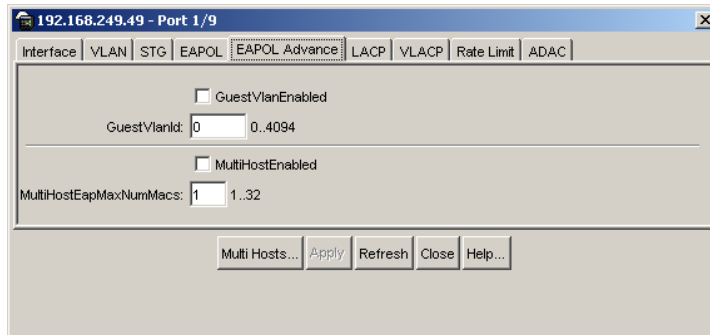 192.168.249.49 - Port 1/9
Interface VLAN STG EAPOL EAPOL Advance LACP VLACP Rate Limit ADAC
GuestVlanEnabled
GuestVlanId: 0 0..4094
MultiHostEnabled
MultiHostEapMaxNumMacs: 1 1..32
Multi Hosts... Apply Refresh Close Help...